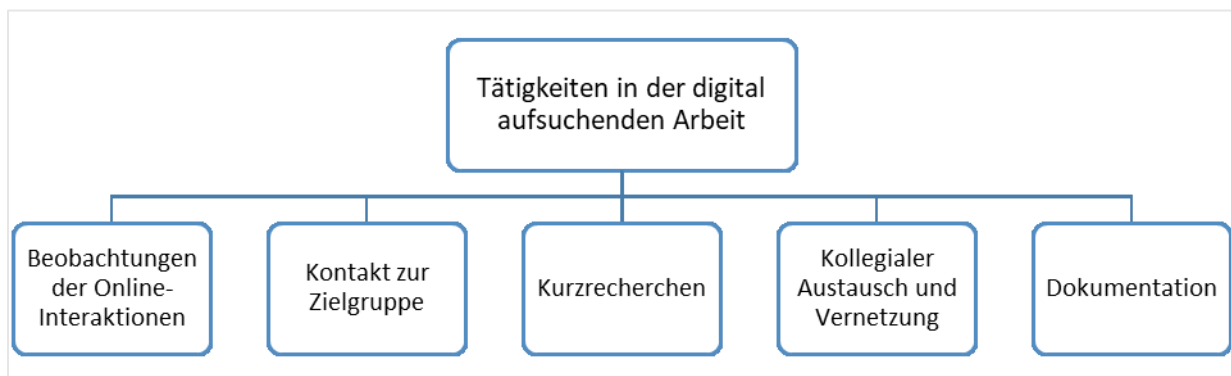 Tätigkeiten in der digital
aufsuchenden Arbeit
Beobachtungen
der Online-
Interaktionen
Kontakt zur
Zielgruppe
Kurzrecherchen
Kollegialer
Austausch und
Vernetzung
Dokumentation